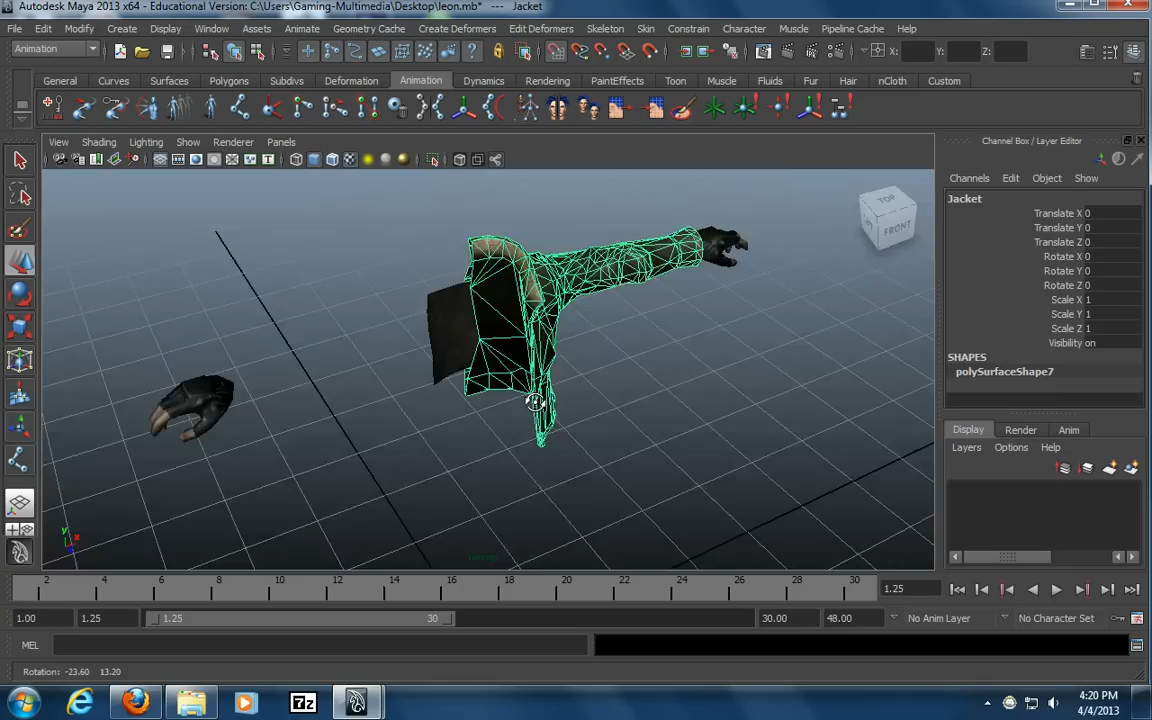 Autodesk Maya 2013 x64 - Educational Version: C:\Users\Gaming-Multimedia\Desktop\leon.mb* --- Jacket
File Edit Modify Create Display Window Assets Animate Geometry Cache Create Deformers Edit Deformers Skeleton Skin Constrain Character Muscle Pipeline Cache
Animation X: Y: Z:
General Curves Surfaces Polygons Subdivs Deformation Animation Dynamics Rendering PaintEffects Toon Muscle Fluids Fur Hair nCloth Custom
View Shading Lighting Show Renderer Panels
Channel Box / Layer Editor
Channels Edit Object Show
Jacket
Translate X 0
Translate Y 0
Translate Z 0
Rotate X 0
Rotate Y 0
Rotate Z 0
Scale X 1
Scale Y 1
Scale Z 1
Visibility on
SHAPES
polySurfaceShape7
TOP
FRONT
Display Render Anim
Layers Options Help
y x
2 4 6 8 10 12 14 16 18 20 22 24 26 28 30 1.25
1.00 1.25 1.25 30 30.00 48.00 No Anim Layer No Character Set
MEL
Rotation: -23.60 13.20
7z
4:20 PM
4/4/2013